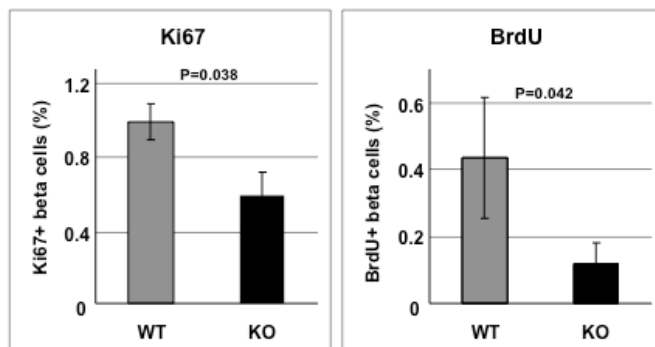 Ki67
P=0.038
Ki67+ beta cells (%)
1.2
0.8
0.4
0
WT KO
BrdU
P=0.042
BrdU+ beta cells (%)
0.6
0.4
0.2
0
WT KO